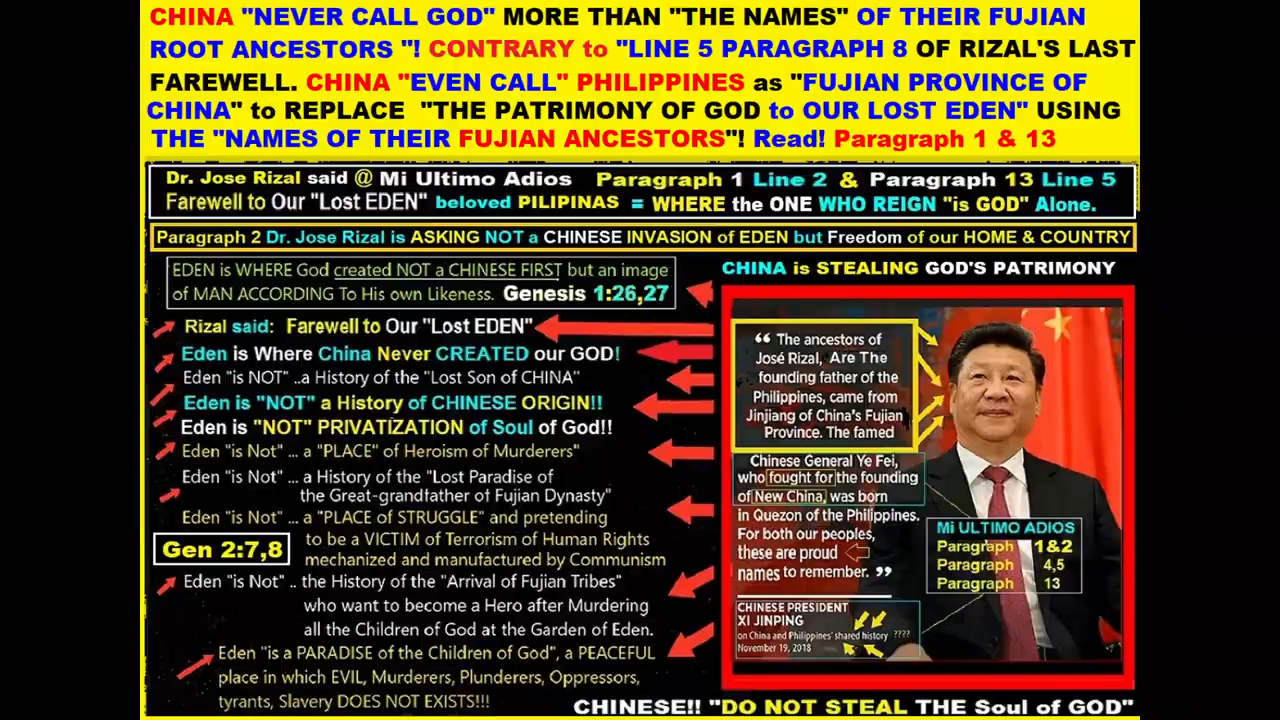 CHINA "NEVER CALL GOD" MORE THAN "THE NAMES" OF THEIR FUJIAN
ROOT ANCESTORS "! CONTRARY to "LINE 5 PARAGRAPH 8 OF RIZAL'S LAST
FAREWELL. CHINA "EVEN CALL" PHILIPPINES as "FUJIAN PROVINCE OF
CHINA" to REPLACE "THE PATRIMONY OF GOD to OUR LOST EDEN" USING
THE "NAMES OF THEIR FUJIAN ANCESTORS"! Read! Paragraph 1 & 13
Dr. Jose Rizal said @ Mi Ultimo Adios Paragraph 1 Line 2 & Paragraph 13 Line 5
Farewell to Our "Lost EDEN" beloved PILIPINAS = WHERE the ONE WHO REIGN "is GOD" Alone.
Paragraph 2 Dr. Jose Rizal is ASKING NOT a CHINESE INVASION of EDEN but Freedom of our HOME & COUNTRY
EDEN is WHERE God created NOT a CHINESE FIRST but an image
of MAN ACCORDING To His own Likeness. Genesis 1:26,27
Rizal said: Farewell to Our "Lost EDEN"
Eden is Where China Never CREATED our GOD!
Eden "is NOT" ..a History of the "Lost Son of CHINA"
Eden is "NOT" a History of CHINESE ORIGIN!!
Eden is "NOT" PRIVATIZATION of Soul of God!!
Eden is Not" ... a "PLACE" of Heroism of Murderers"
Eden "is Not" ... a History of the "Lost Paradise of
the Great-grandfather of Fujian Dynasty"
Eden "is Not" ... a "PLACE of STRUGGLE" and pretending
to be a VICTIM of Terrorism of Human Rights
mechanized and manufactured by Communism
Gen 2:7,8
Eden "is Not" .. the History of the "Arrival of Fujian Tribes"
who want to become a Hero after Murdering
all the Children of God at the Garden of Eden.
Eden "is a PARADISE of the Children of God", a PEACEFUL
place in which EVIL, Murderers, Plunderers, Oppressors,
tyrants, Slavery DOES NOT EXISTS!!!
CHINA is STEALING GOD'S PATRIMONY
“ The ancestors of
José Rizal, Are The
founding father of the
Philippines, came from
Jinjiang of China's Fujian
Province. The famed
Chinese General Ye Fei,
who fought for the founding
of New China, was born
in Quezon of the Philippines.
For both our peoples,
these are proud
names to remember. ”
CHINESE PRESIDENT
XI JINPING
on China and Philippines' shared history ????
November 19, 2018
Mi ULTIMO ADIOS
Paragraph 1&2
Paragraph 4,5
Paragraph 13
CHINESE!! "DO NOT STEAL THE Soul of GOD"